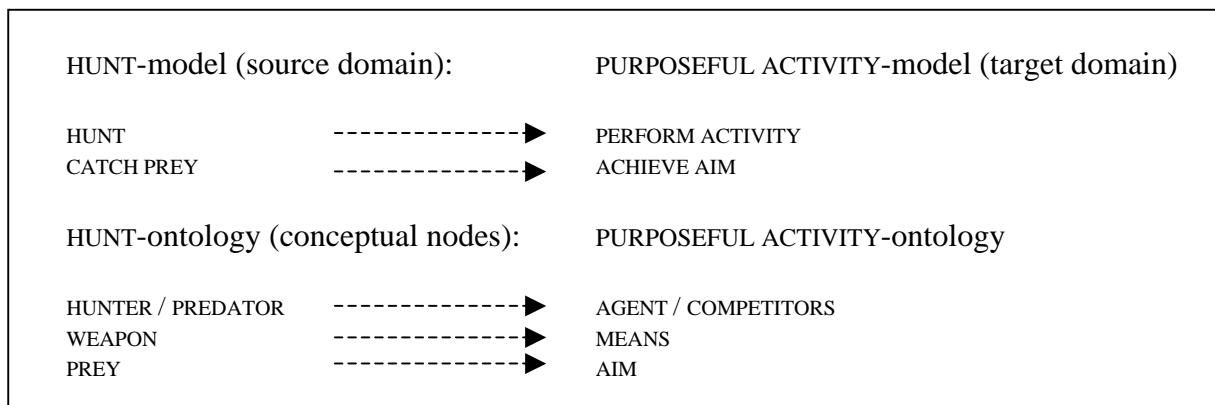 HUNT-model (source domain): PURPOSEFUL ACTIVITY-model (target domain)
HUNT PERFORM ACTIVITY
CATCH PREY ACHIEVE AIM
HUNT-ontology (conceptual nodes): PURPOSEFUL ACTIVITY-ontology
HUNTER / PREDATOR AGENT / COMPETITORS
WEAPON MEANS
PREY AIM